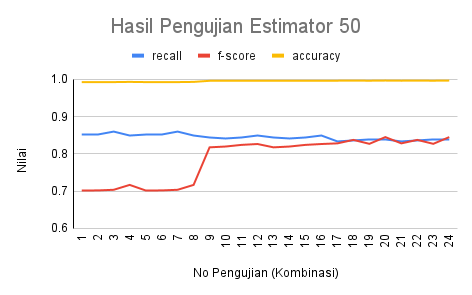 Hasil Pengujian Estimator 50
recall f-score accuracy
1.0
0.9
0.8
0.7
0.6
Nilai
1 2 3 4 5 6 7 8 9 10 11 12 13 14 15 16 17 18 19 20 21 22 23 24
No Pengujian (Kombinasi)